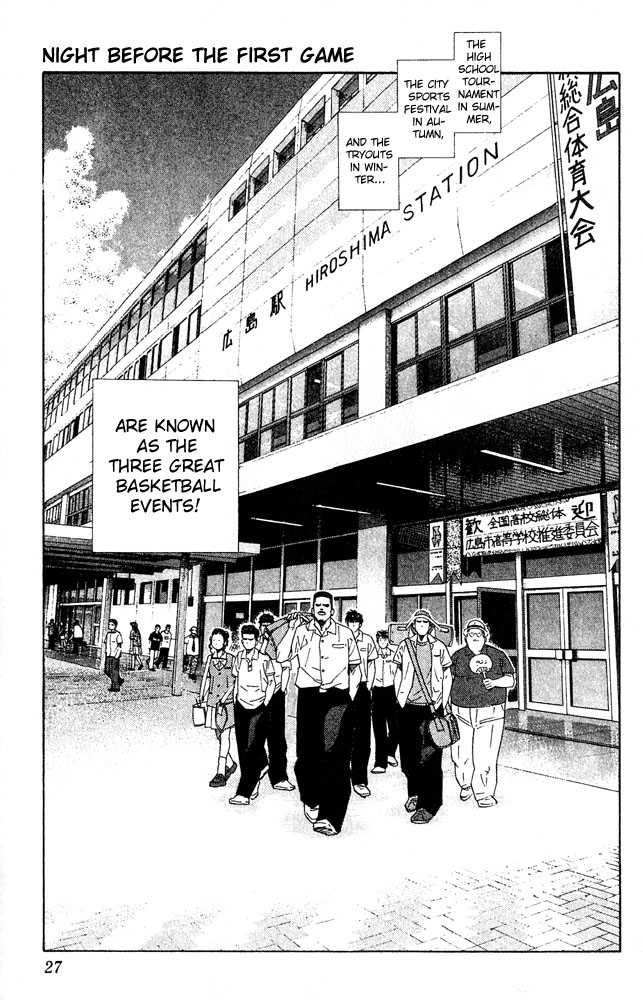 NIGHT BEFORE THE FIRST GAME
THE
HIGH
SCHOOL
TOUR-
NAMENT
IN SUM-
MER,
THE CITY
SPORTS
FESTIVAL
IN AU-
TUMN,
AND THE
TRYOUTS
IN WIN-
TER...
広島
総合体育大会
広島駅 HIROSHIMA STATION
ARE KNOWN
AS THE
THREE GREAT
BASKETBALL
EVENTS!
歓 全国高校総体 迎
広島市高等学校推進委員会
27